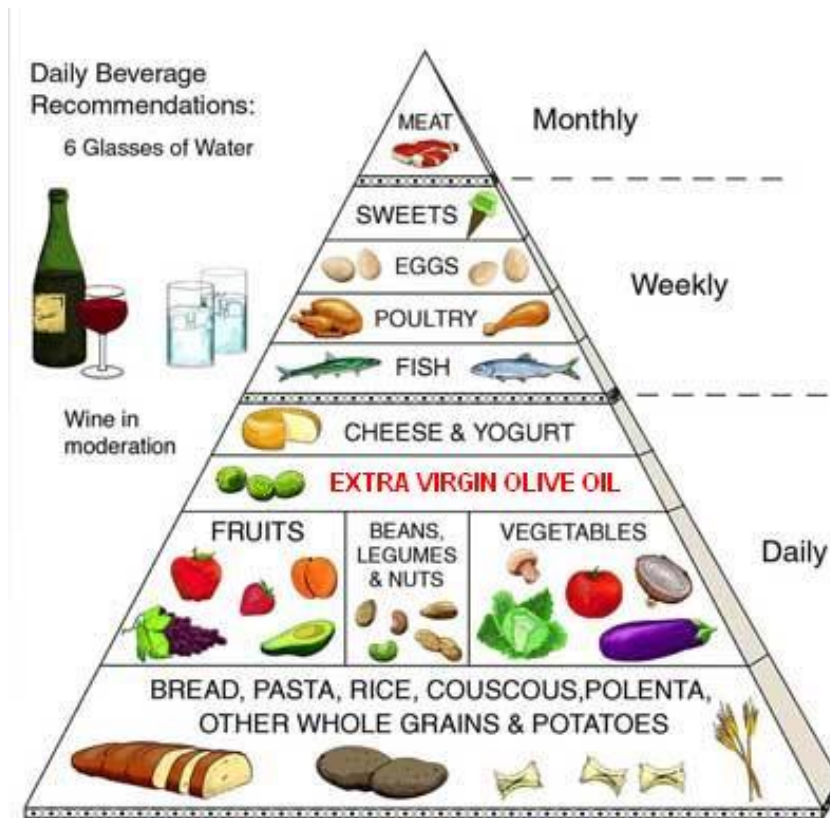 Daily Beverage
Recommendations:
6 Glasses of Water
Wine in
moderation
MEAT
Monthly
SWEETS
EGGS
POULTRY
FISH
Weekly
CHEESE & YOGURT
EXTRA VIRGIN OLIVE OIL
FRUITS
BEANS,
LEGUMES
& NUTS
VEGETABLES
Daily
BREAD, PASTA, RICE, COUSCOUS,POLENTA,
OTHER WHOLE GRAINS & POTATOES